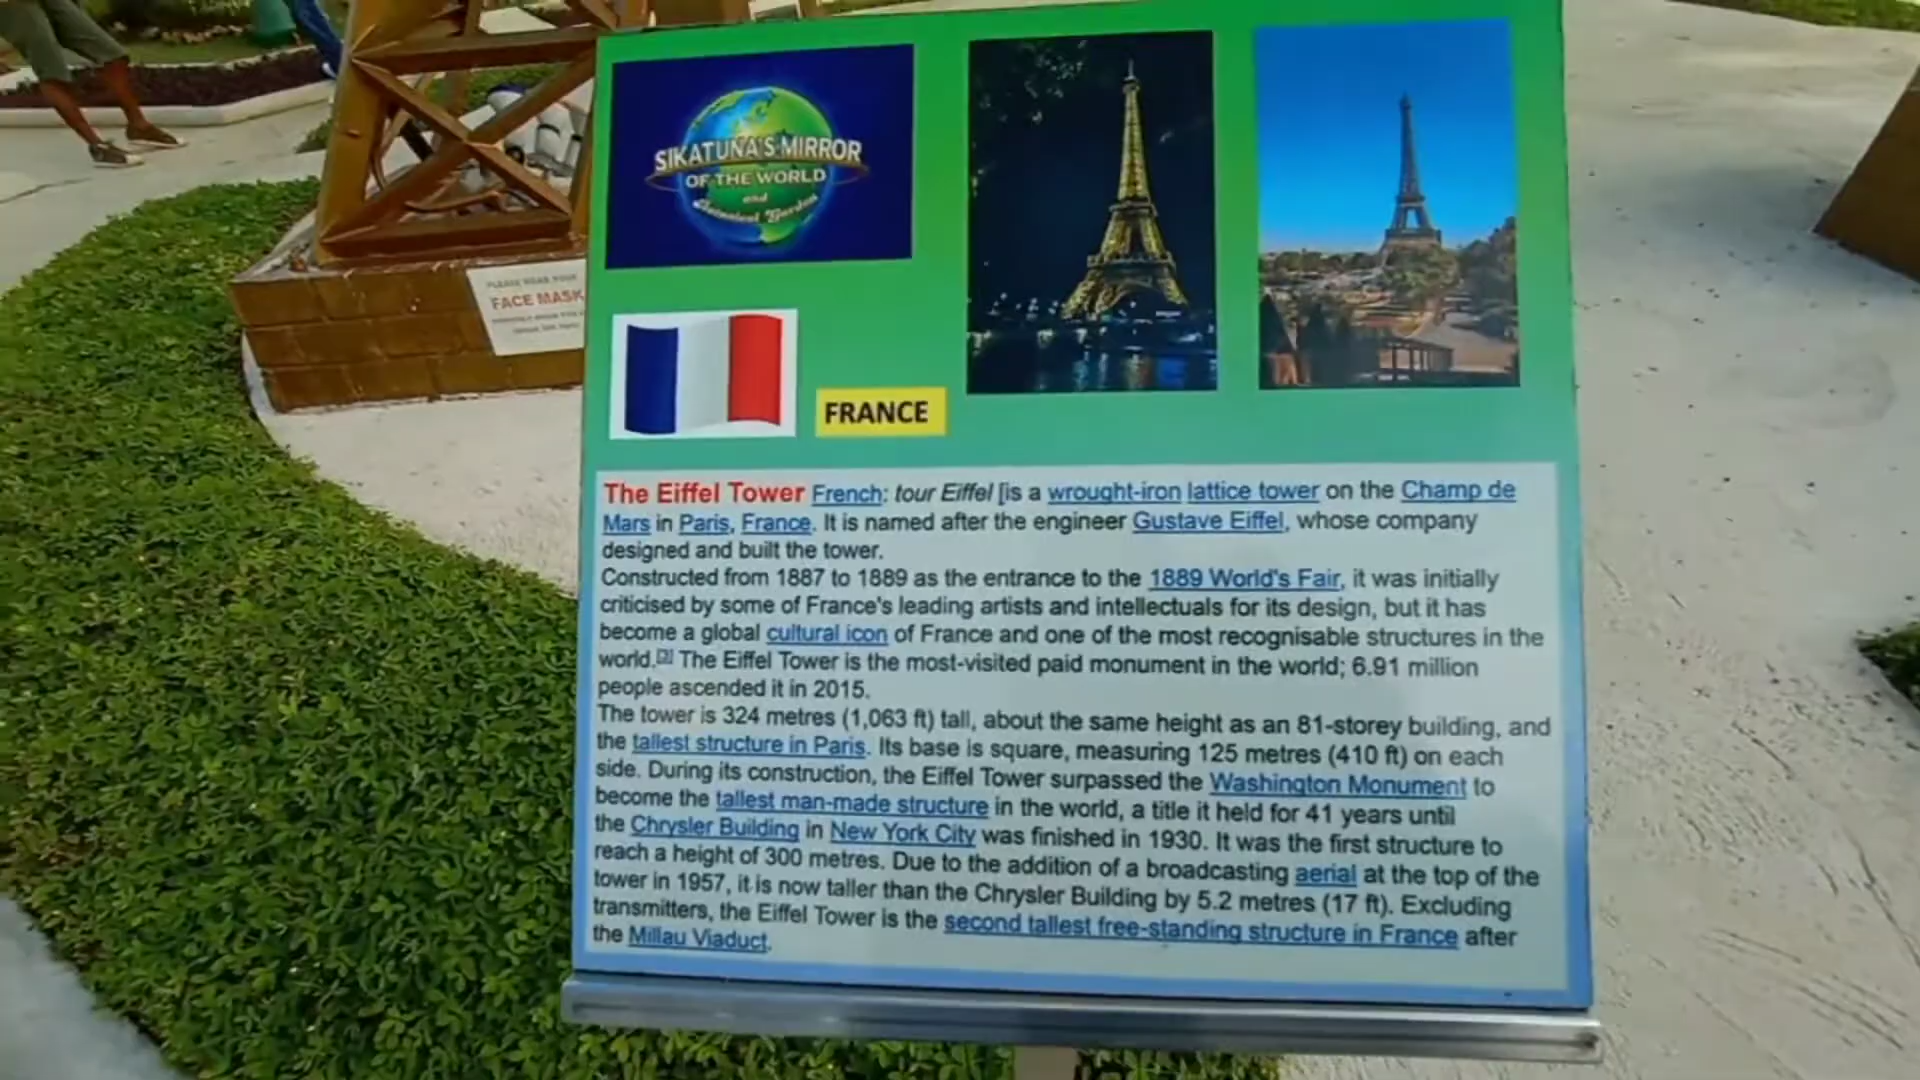 SIKATUNA'S MIRROR
OF THE WORLD
and
Botanical Garden
PLEASE WEAR YOUR
FACE MASK
FRANCE
The Eiffel Tower French: tour Eiffel [is a wrought-iron lattice tower on the Champ de
Mars in Paris, France. It is named after the engineer Gustave Eiffel, whose company
designed and built the tower.
Constructed from 1887 to 1889 as the entrance to the 1889 World's Fair, it was initially
criticised by some of France's leading artists and intellectuals for its design, but it has
become a global cultural icon of France and one of the most recognisable structures in the
world.[3] The Eiffel Tower is the most-visited paid monument in the world; 6.91 million
people ascended it in 2015.
The tower is 324 metres (1,063 ft) tall, about the same height as an 81-storey building, and
the tallest structure in Paris. Its base is square, measuring 125 metres (410 ft) on each
side. During its construction, the Eiffel Tower surpassed the Washington Monument to
become the tallest man-made structure in the world, a title it held for 41 years until
the Chrysler Building in New York City was finished in 1930. It was the first structure to
reach a height of 300 metres. Due to the addition of a broadcasting aerial at the top of the
tower in 1957, it is now taller than the Chrysler Building by 5.2 metres (17 ft). Excluding
transmitters, the Eiffel Tower is the second tallest free-standing structure in France after
the Millau Viaduct.